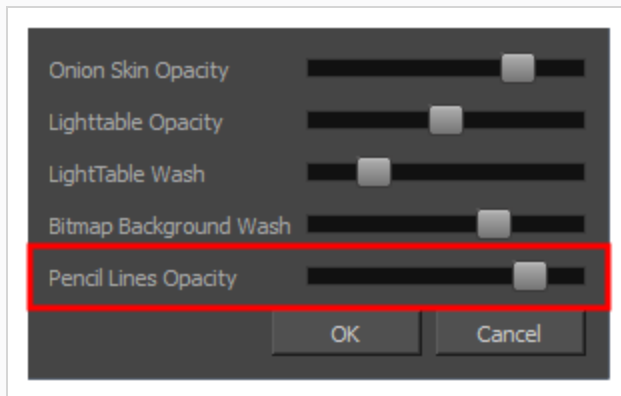 Onion Skin Opacity
Lighttable Opacity
LightTable Wash
Bitmap Background Wash
Pencil Lines Opacity
OK Cancel